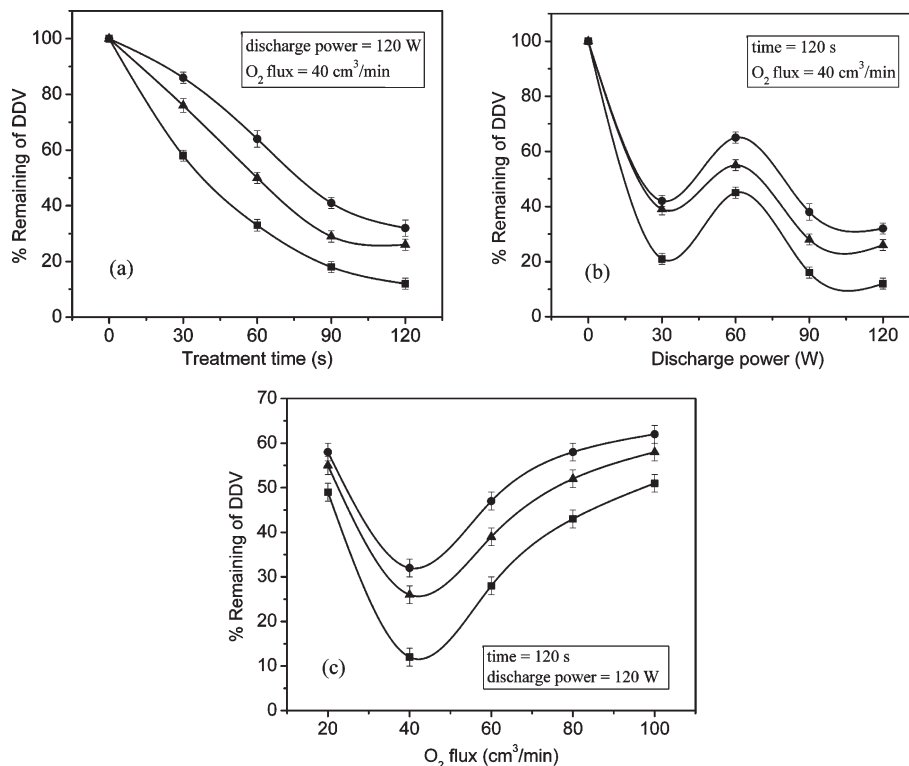 100
80
60
40
20
0
% Remaining of DDV
discharge power = 120 W
O₂ flux = 40 cm³/min
(a)
0 30 60 90 120
Treatment time (s)
100
80
60
40
20
0
% Remaining of DDV
time = 120 s
O₂ flux = 40 cm³/min
(b)
0 30 60 90 120
Discharge power (W)
70
60
50
40
30
20
10
0
% Remaining of DDV
(c)
time = 120 s
discharge power = 120 W
20 40 60 80 100
O₂ flux (cm³/min)